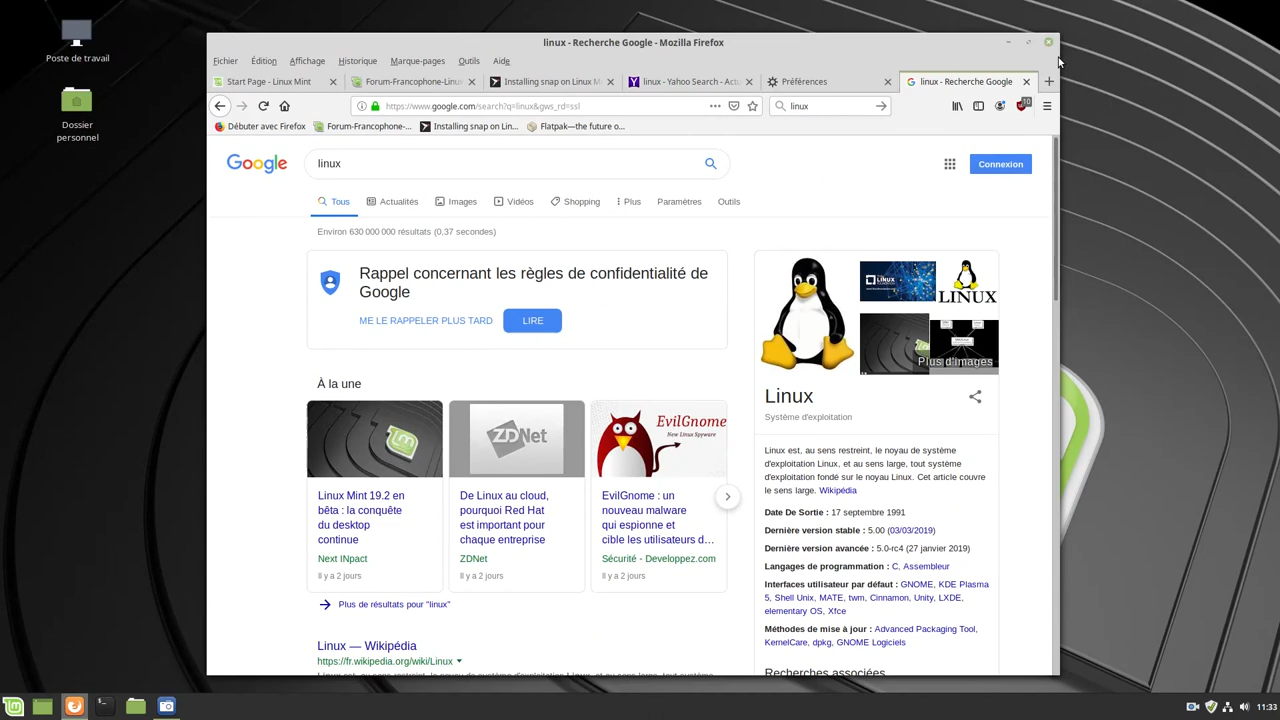 Poste de travail
Dossier
personnel
linux - Recherche Google - Mozilla Firefox
Fichier Édition Affichage Historique Marque-pages Outils Aide
Start Page - Linux Mint
Forum-Francophone-Linu
Installing snap on Linux M
linux - Yahoo Search - Actu
Préférences
linux - Recherche Google
https://www.google.com/search?q=linux&gws_rd=ssl
linux
10
Débuter avec Firefox
Forum-Francophone-...
Installing snap on Lin...
Flatpak—the future o...
Google
linux
Connexion
Tous Actualités Images Vidéos Shopping Plus Paramètres Outils
Environ 630 000 000 résultats (0,37 secondes)
Rappel concernant les règles de confidentialité de
Google
ME LE RAPPELER PLUS TARD
LIRE
À la une
ZDNet
EvilGnome
New Linux Spyware
Linux Mint 19.2 en
bêta : la conquête
du desktop
continue
Next INpact
Il y a 2 jours
De Linux au cloud,
pourquoi Red Hat
est important pour
chaque entreprise
ZDNet
Il y a 2 jours
EvilGnome : un
nouveau malware
qui espionne et
cible les utilisateurs d…
Sécurité - Developpez.com
Il y a 2 jours
Plus de résultats pour "linux"
Linux — Wikipédia
https://fr.wikipedia.org/wiki/Linux
LINUX
Plus d'images
Linux
Système d'exploitation
Linux est, au sens restreint, le noyau de système
d'exploitation Linux, et au sens large, tout système
d'exploitation fondé sur le noyau Linux. Cet article couvre
le sens large. Wikipédia
Date De Sortie : 17 septembre 1991
Dernière version stable : 5.00 (03/03/2019)
Dernière version avancée : 5.0-rc4 (27 janvier 2019)
Langages de programmation : C, Assembleur
Interfaces utilisateur par défaut : GNOME, KDE Plasma
5, Shell Unix, MATE, twm, Cinnamon, Unity, LXDE,
elementary OS, Xfce
Méthodes de mise à jour : Advanced Packaging Tool,
KernelCare, dpkg, GNOME Logiciels
Recherches associées
11:33